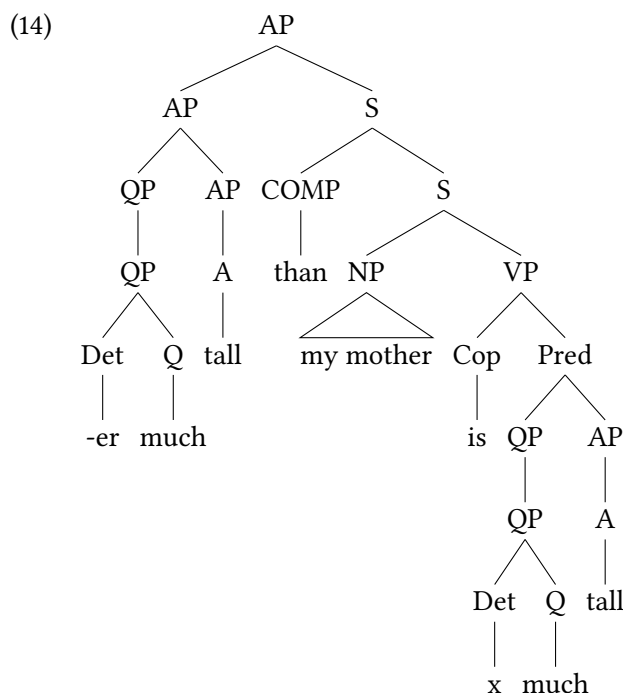 (14) AP
AP S
QP AP COMP S
QP A than NP VP
Det Q tall my mother Cop Pred
-er much is QP AP
QP A
Det Q tall
x much